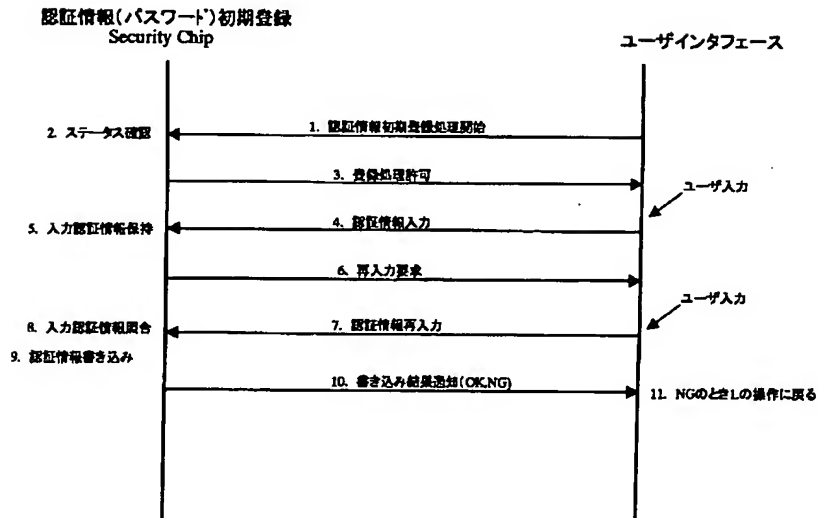 認証情報(パスワード)初期登録
Security Chip
ユーザインタフェース
1. 認証情報初期登録処理開始
2. ステータス確認
3. 登録処理許可
ユーザ入力
4. 認証情報入力
5. 入力認証情報保持
6. 再入力要求
ユーザ入力
7. 認証情報再入力
8. 入力認証情報照合
9. 認証情報書き込み
10. 書き込み結果通知(OK,NG)
11. NGのとき1.の操作に戻る